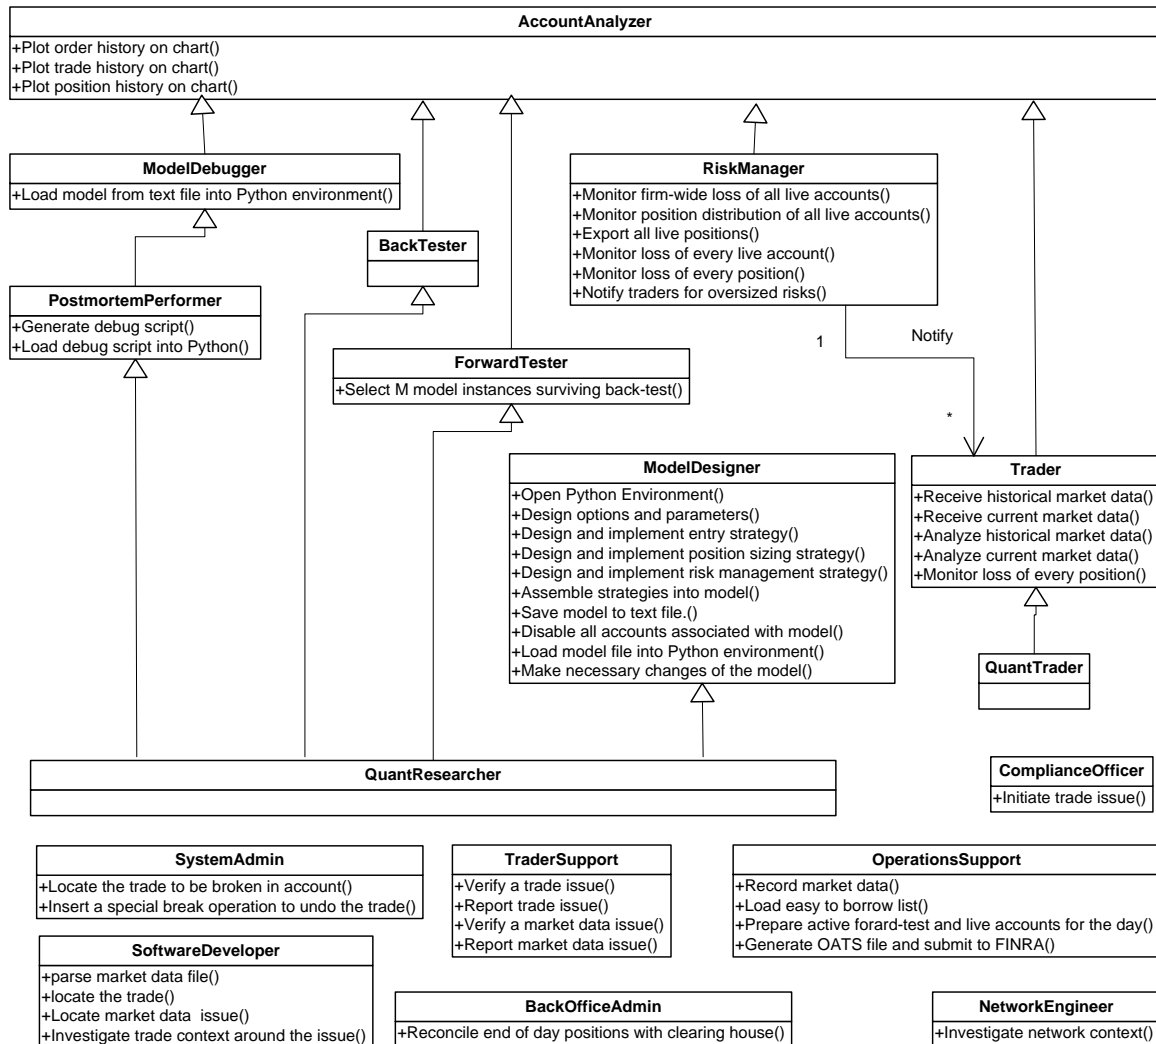 AccountAnalyzer
+Plot order history on chart()
+Plot trade history on chart()
+Plot position history on chart()
ModelDebugger
+Load model from text file into Python environment()
RiskManager
+Monitor firm-wide loss of all live accounts()
+Monitor position distribution of all live accounts()
+Export all live positions()
+Monitor loss of every live account()
+Monitor loss of every position()
+Notify traders for oversized risks()
BackTester
PostmortemPerformer
+Generate debug script()
+Load debug script into Python()
1
Notify
*
ForwardTester
+Select M model instances surviving back-test()
ModelDesigner
+Open Python Environment()
+Design options and parameters()
+Design and implement entry strategy()
+Design and implement position sizing strategy()
+Design and implement risk management strategy()
+Assemble strategies into model()
+Save model to text file.()
+Disable all accounts associated with model()
+Load model file into Python environment()
+Make necessary changes of the model()
Trader
+Receive historical market data()
+Receive current market data()
+Analyze historical market data()
+Analyze current market data()
+Monitor loss of every position()
QuantTrader
QuantResearcher
ComplianceOfficer
+Initiate trade issue()
SystemAdmin
+Locate the trade to be broken in account()
+Insert a special break operation to undo the trade()
TraderSupport
+Verify a trade issue()
+Report trade issue()
+Verify a market data issue()
+Report market data issue()
OperationsSupport
+Record market data()
+Load easy to borrow list()
+Prepare active forard-test and live accounts for the day()
+Generate OATS file and submit to FINRA()
SoftwareDeveloper
+parse market data file()
+locate the trade()
+Locate market data  issue()
+Investigate trade context around the issue()
BackOfficeAdmin
+Reconcile end of day positions with clearing house()
NetworkEngineer
+Investigate network context()